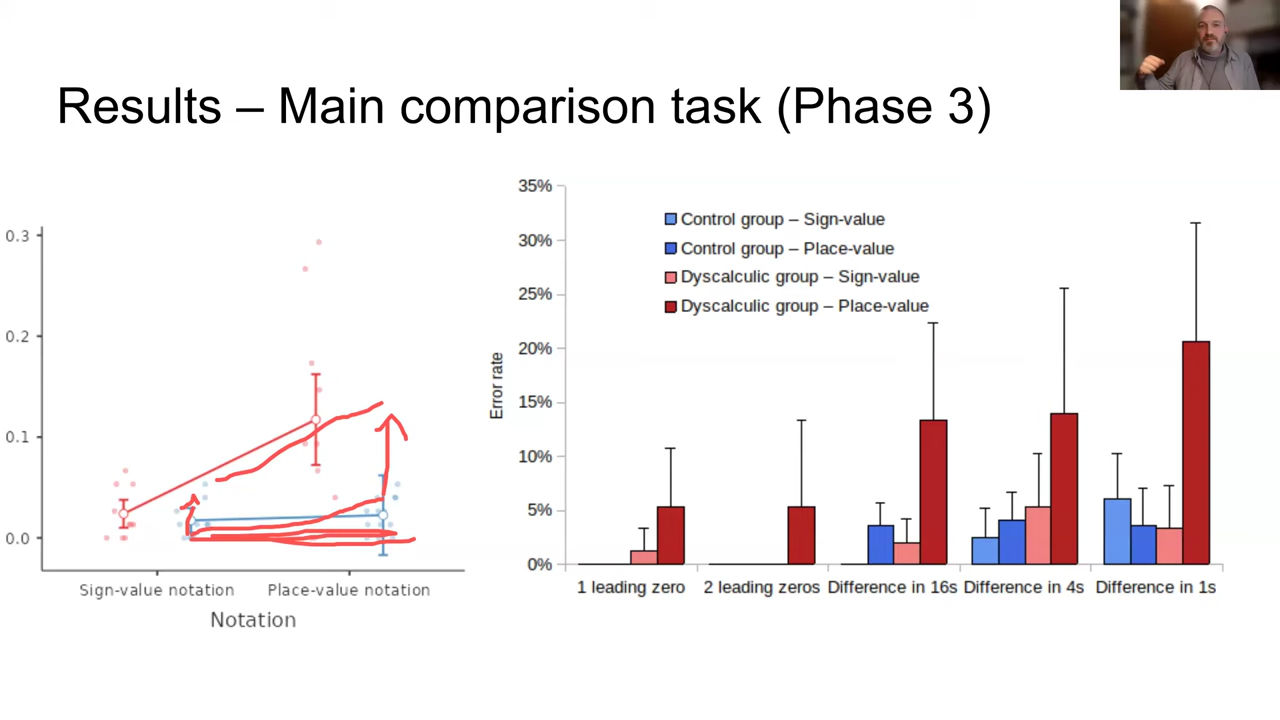 Results – Main comparison task (Phase 3)
0.3
0.2
0.1
0.0
Sign-value notation
Place-value notation
Notation
35%
30%
25%
20%
15%
10%
5%
0%
Error rate
Control group – Sign-value
Control group – Place-value
Dyscalculic group – Sign-value
Dyscalculic group – Place-value
1 leading zero
2 leading zeros
Difference in 16s
Difference in 4s
Difference in 1s